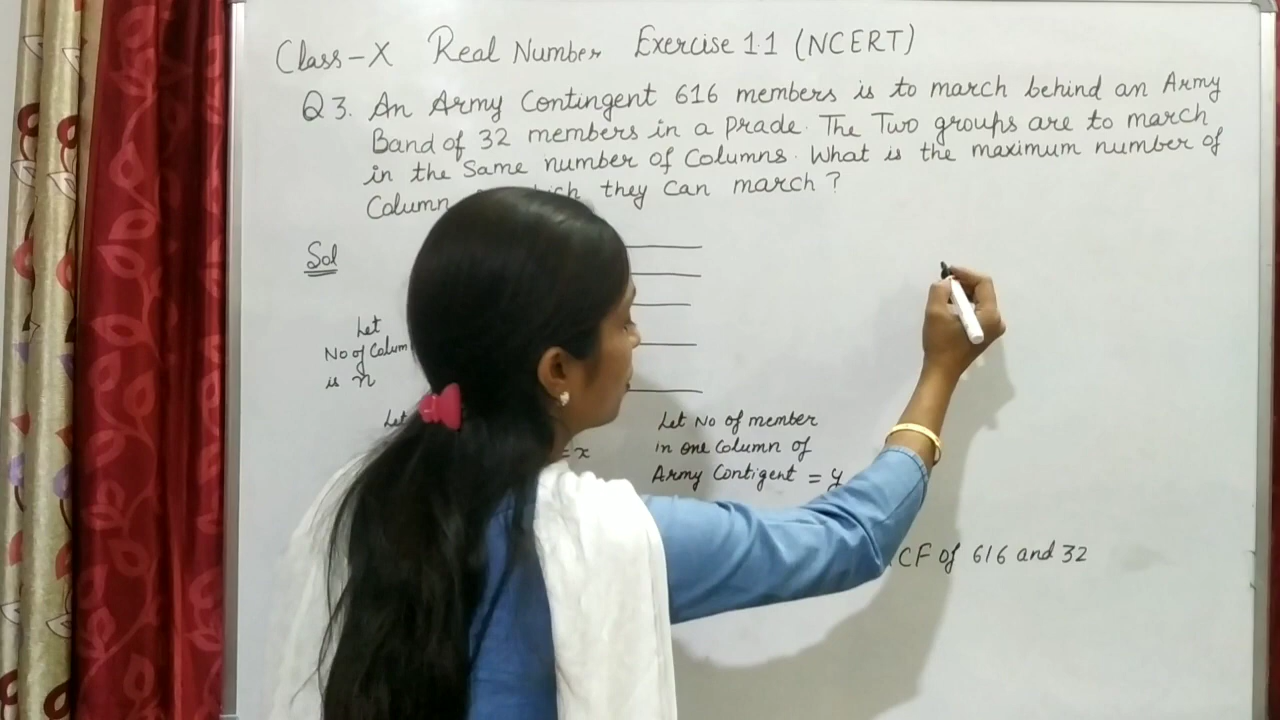 Class-X Real Number Exercise 1.1 (NCERT)
Q3. An Army Contingent 616 members is to march behind an Army
Band of 32 members in a prade. The Two groups are to march
in the Same number of Columns. What is the maximum number of
Column they Can march ?
Sol
Let
No of Colum
is n
Let
= x
Let No of member
in one Column of
Army Contigent = y
CF of 616 and 32